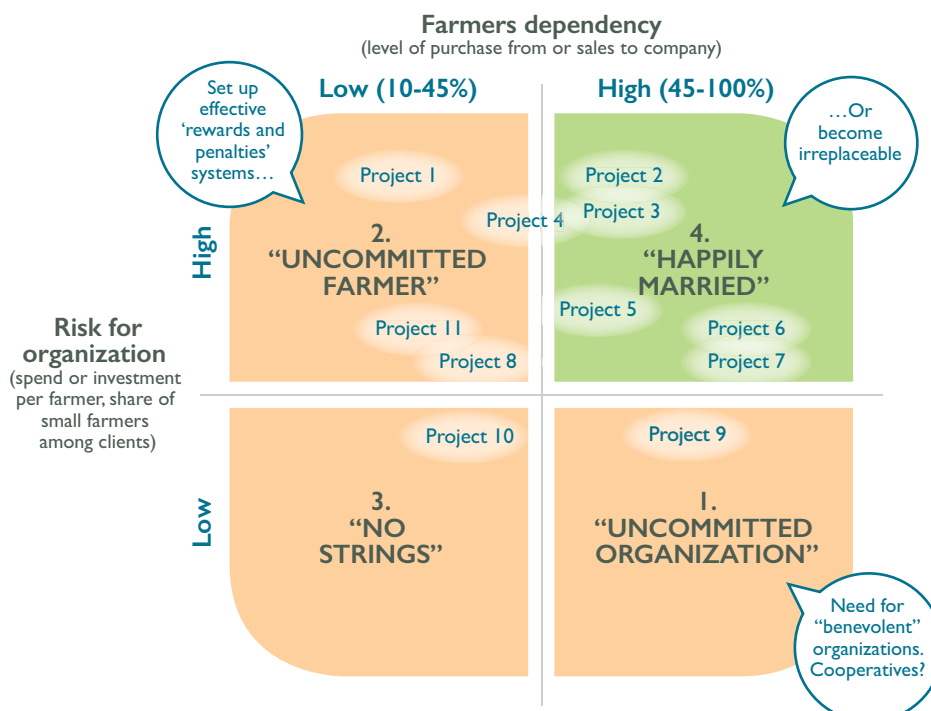 Farmers dependency
(level of purchase from or sales to company)
Low (10-45%)
High (45-100%)
Set up
effective
‘rewards and
penalties’
systems…
…Or
become
irreplaceable
Project 1
Project 2
Project 3
Project 4
High
2.
“UNCOMMITTED
FARMER”
4.
“HAPPILY
MARRIED”
Project 5
Project 11
Project 6
Project 8
Project 7
Risk for
organization
(spend or investment
per farmer, share of
small farmers
among clients)
Project 10
Project 9
Low
3.
“NO
STRINGS”
1.
“UNCOMMITTED
ORGANIZATION”
Need for
“benevolent”
organizations.
Cooperatives?